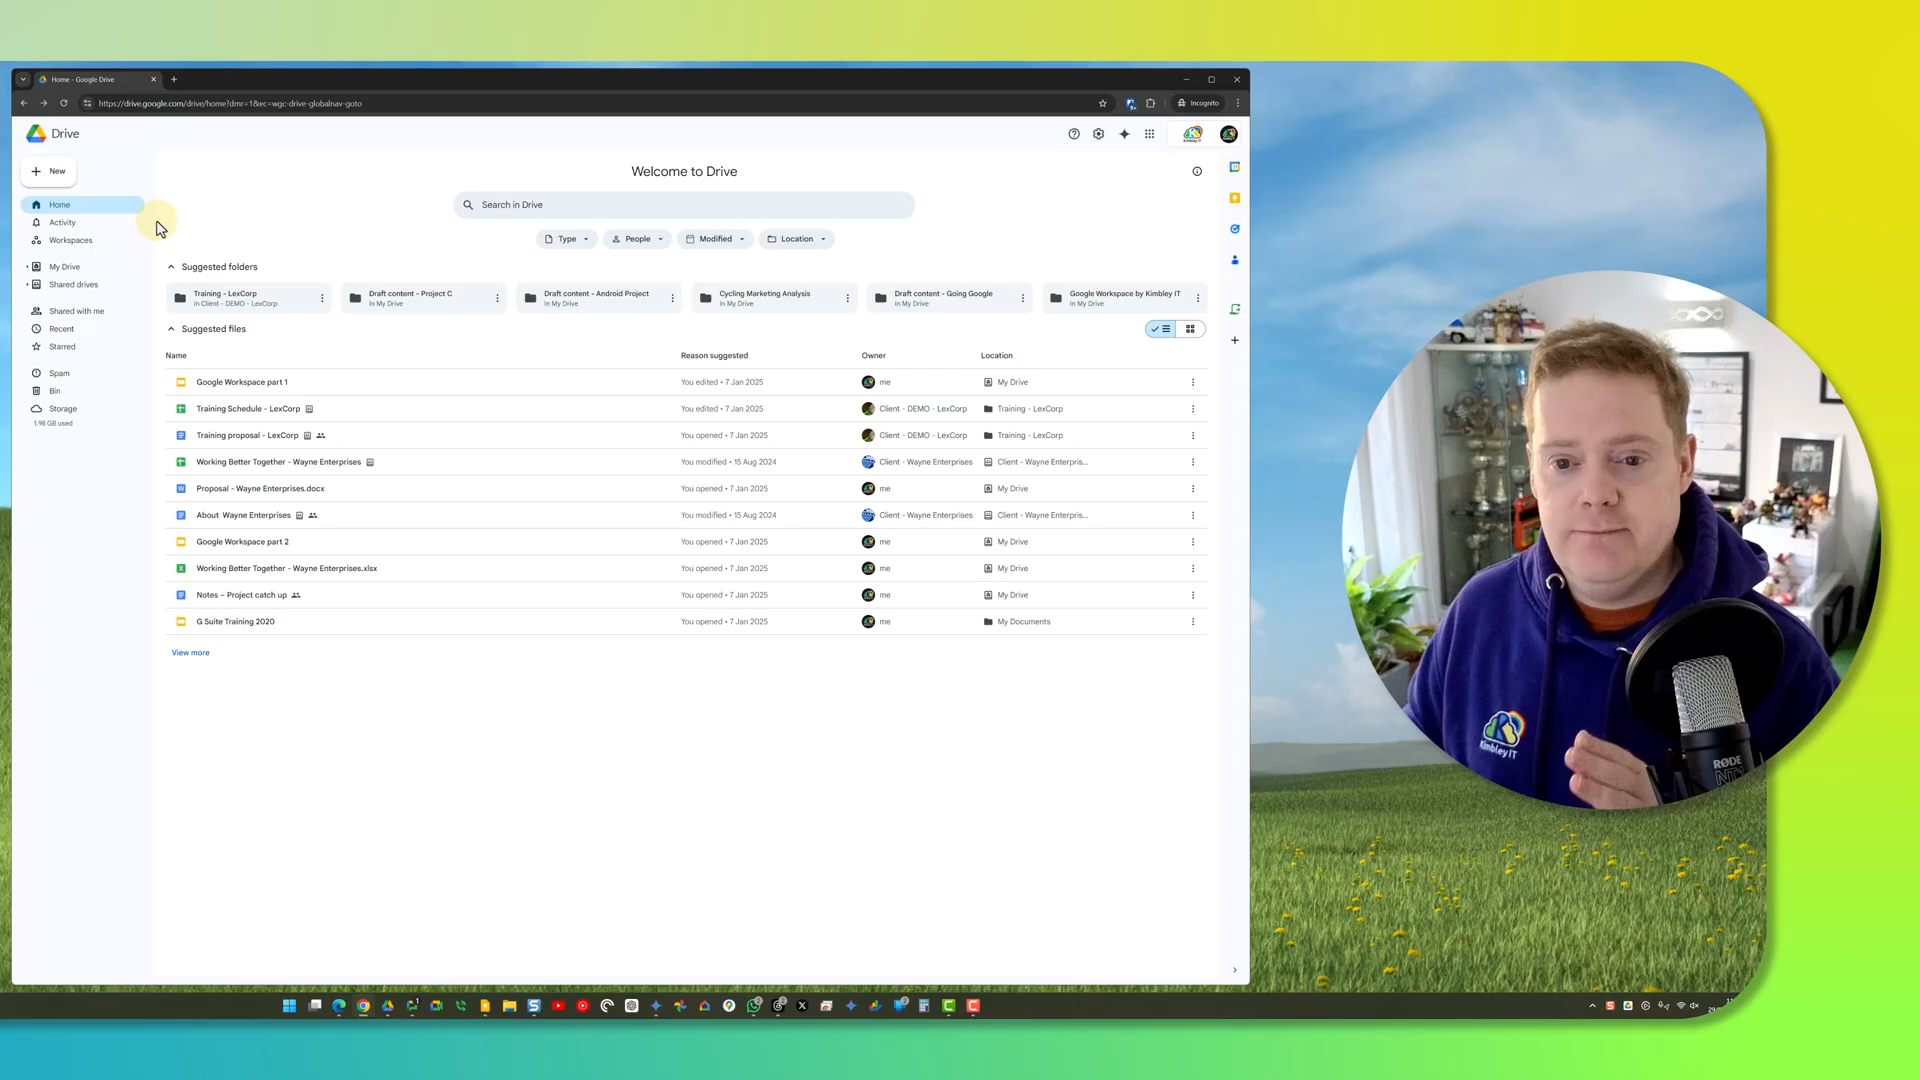 Home - Google Drive
https://drive.google.com/drive/home?dmr=1&ec=wgc-drive-globalnav-goto
Incognito
Drive
New
Home
Activity
Workspaces
My Drive
Shared drives
Shared with me
Recent
Starred
Spam
Bin
Storage
1.98 GB used
Welcome to Drive
Search in Drive
Type
People
Modified
Location
Suggested folders
Training - LexCorp
In Client - DEMO - LexCorp
Draft content - Project C
In My Drive
Draft content - Android Project
In My Drive
Cycling Marketing Analysis
In My Drive
Draft content - Going Google
In My Drive
Google Workspace by Kimbley IT
In My Drive
Suggested files
Name Reason suggested Owner Location
Google Workspace part 1 You edited • 7 Jan 2025 me My Drive
Training Schedule - LexCorp You edited • 7 Jan 2025 Client - DEMO - LexCorp Training - LexCorp
Training proposal - LexCorp You opened • 7 Jan 2025 Client - DEMO - LexCorp Training - LexCorp
Working Better Together - Wayne Enterprises You modified • 15 Aug 2024 Client - Wayne Enterprises Client - Wayne Enterpris...
Proposal - Wayne Enterprises.docx You opened • 7 Jan 2025 me My Drive
About Wayne Enterprises You modified • 15 Aug 2024 Client - Wayne Enterprises Client - Wayne Enterpris...
Google Workspace part 2 You opened • 7 Jan 2025 me My Drive
Working Better Together - Wayne Enterprises.xlsx You opened • 7 Jan 2025 me My Drive
Notes – Project catch up You opened • 7 Jan 2025 me My Drive
G Suite Training 2020 You opened • 7 Jan 2025 me My Documents
View more
Kimbley IT
RØDE